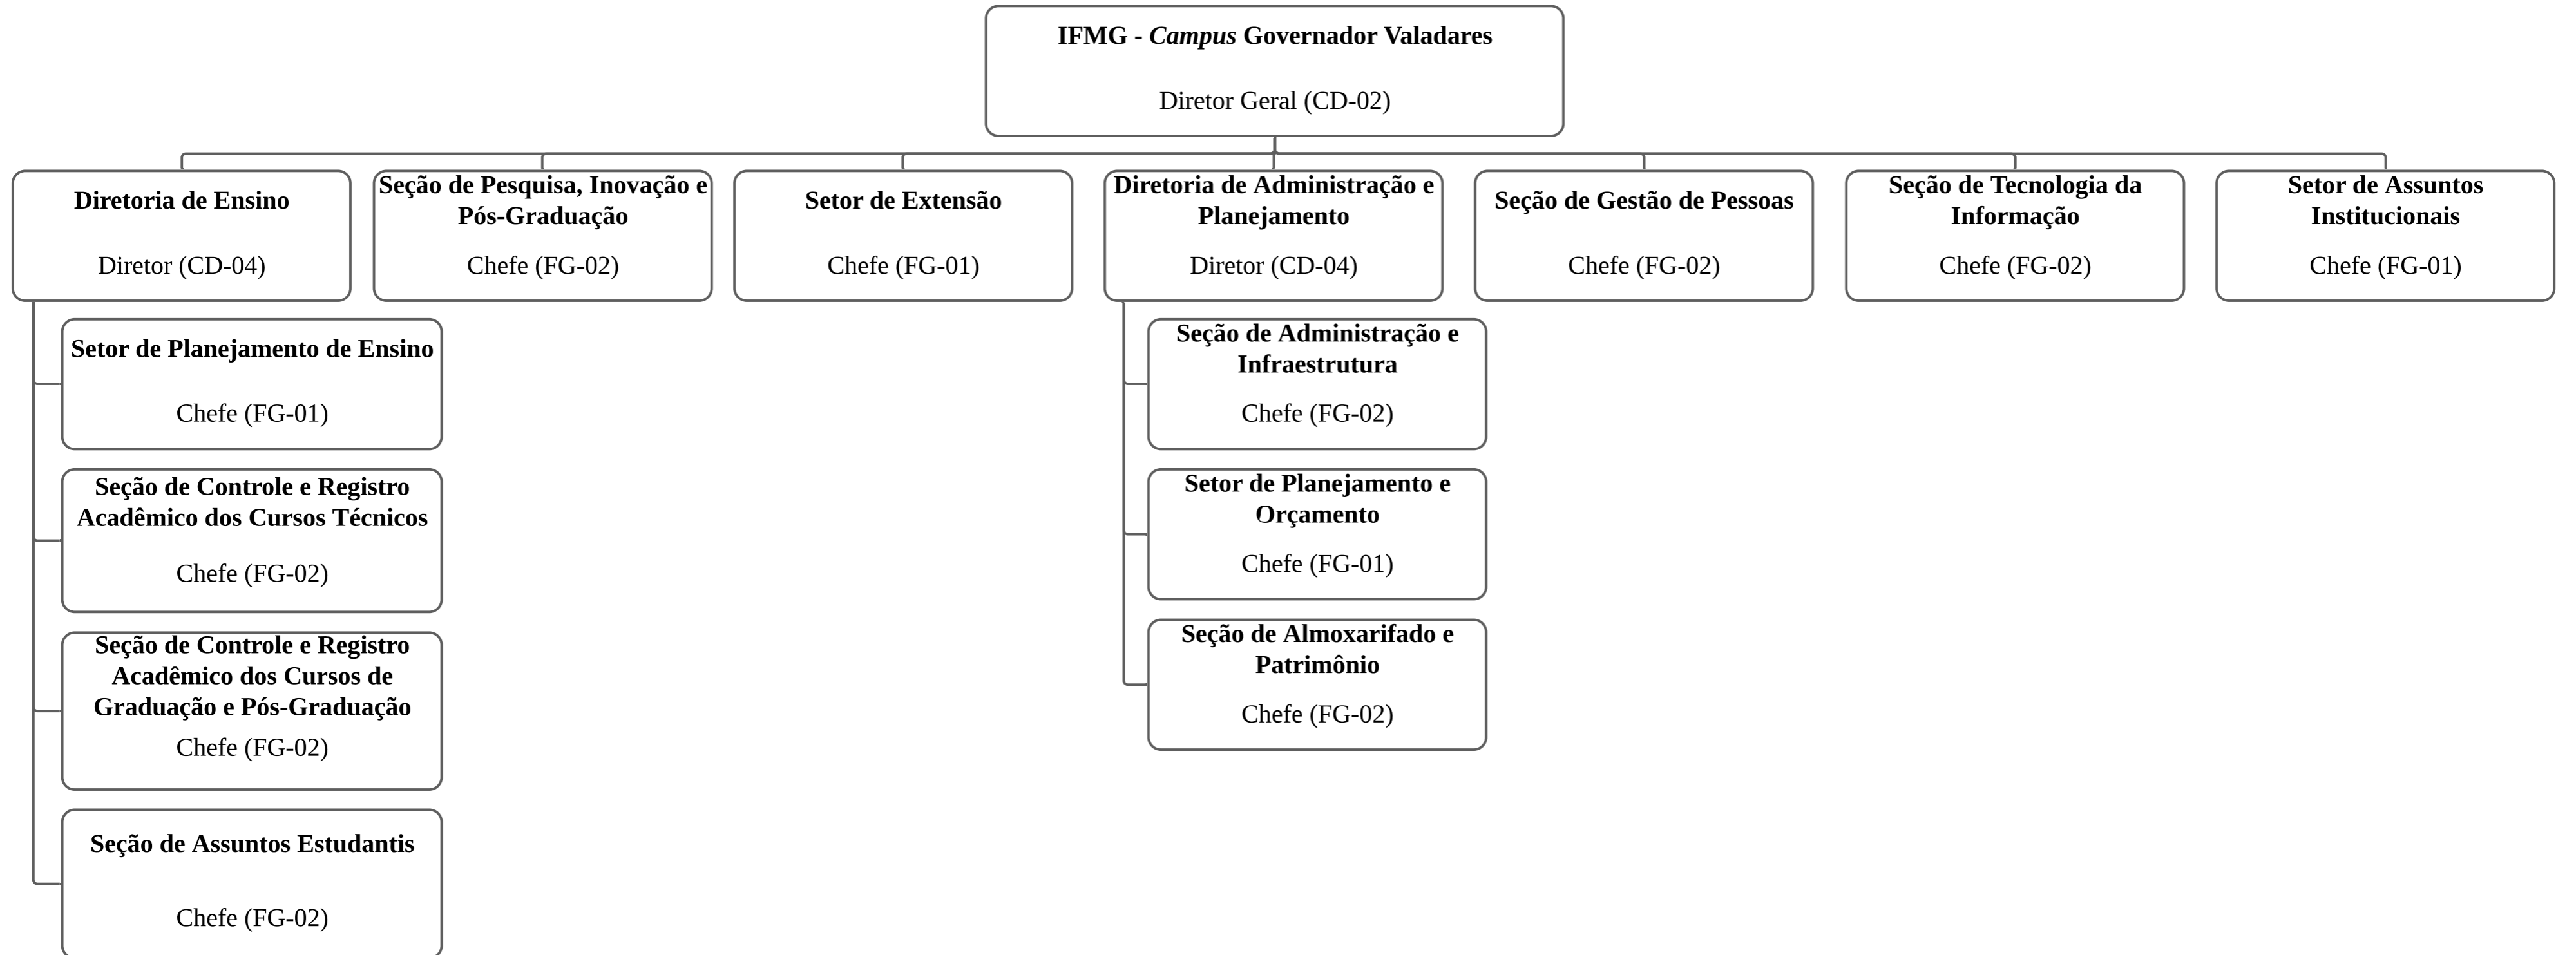 IFMG - Campus Governador Valadares
Diretor Geral (CD-02)
Diretoria de Ensino
Diretor (CD-04)
Seção de Pesquisa, Inovação e
Pós-Graduação
Chefe (FG-02)
Setor de Extensão
Chefe (FG-01)
Diretoria de Administração e
Planejamento
Diretor (CD-04)
Seção de Gestão de Pessoas
Chefe (FG-02)
Seção de Tecnologia da
Informação
Chefe (FG-02)
Setor de Assuntos
Institucionais
Chefe (FG-01)
Setor de Planejamento de Ensino
Chefe (FG-01)
Seção de Controle e Registro
Acadêmico dos Cursos Técnicos
Chefe (FG-02)
Seção de Controle e Registro
Acadêmico dos Cursos de
Graduação e Pós-Graduação
Chefe (FG-02)
Seção de Assuntos Estudantis
Chefe (FG-02)
Seção de Administração e
Infraestrutura
Chefe (FG-02)
Setor de Planejamento e
Orçamento
Chefe (FG-01)
Seção de Almoxarifado e
Patrimônio
Chefe (FG-02)